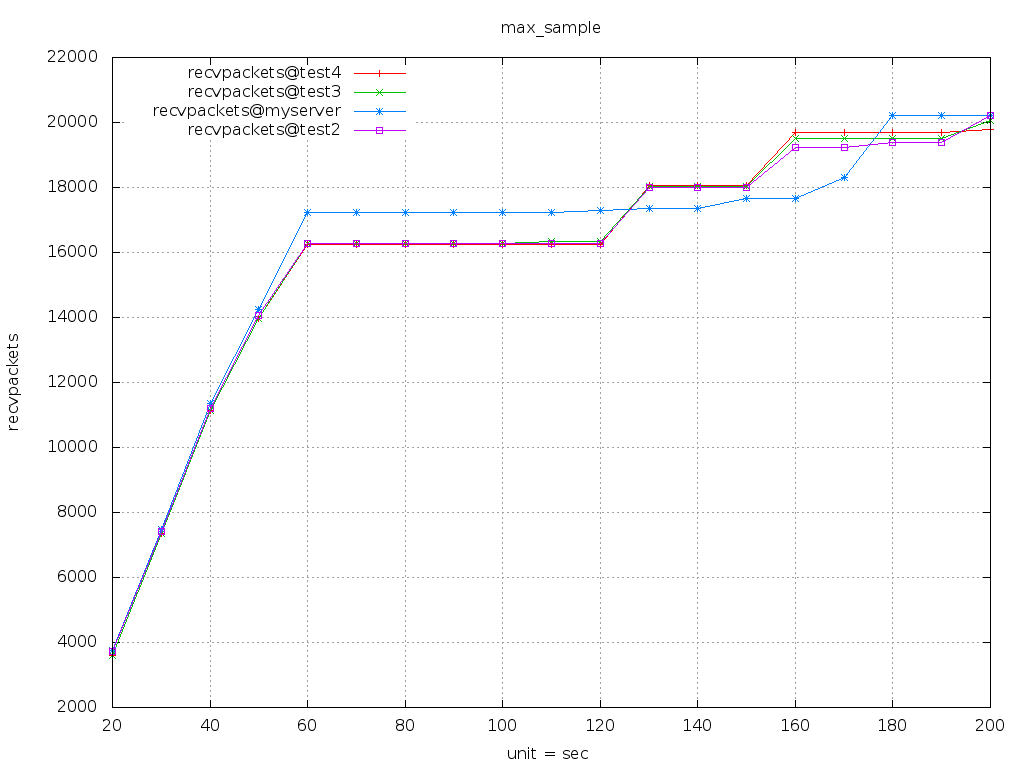 max_sample
22000
20000
18000
16000
14000
12000
10000
8000
6000
4000
2000
recvpackets
recvpackets@test4
recvpackets@test3
recvpackets@myserver
recvpackets@test2
20 40 60 80 100 120 140 160 180 200
unit = sec